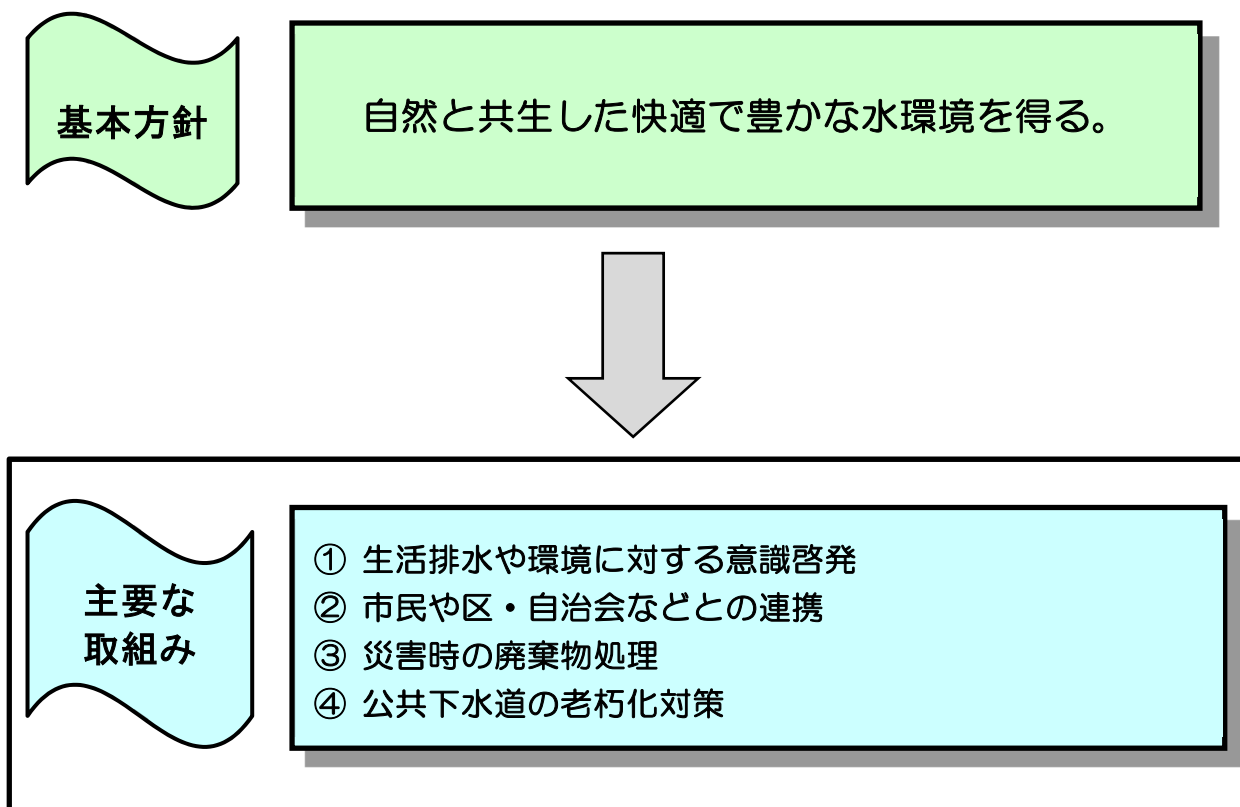 基本方針
自然と共生した快適で豊かな水環境を得る。
主要な
取組み
① 生活排水や環境に対する意識啓発
② 市民や区・自治会などとの連携
③ 災害時の廃棄物処理
④ 公共下水道の老朽化対策